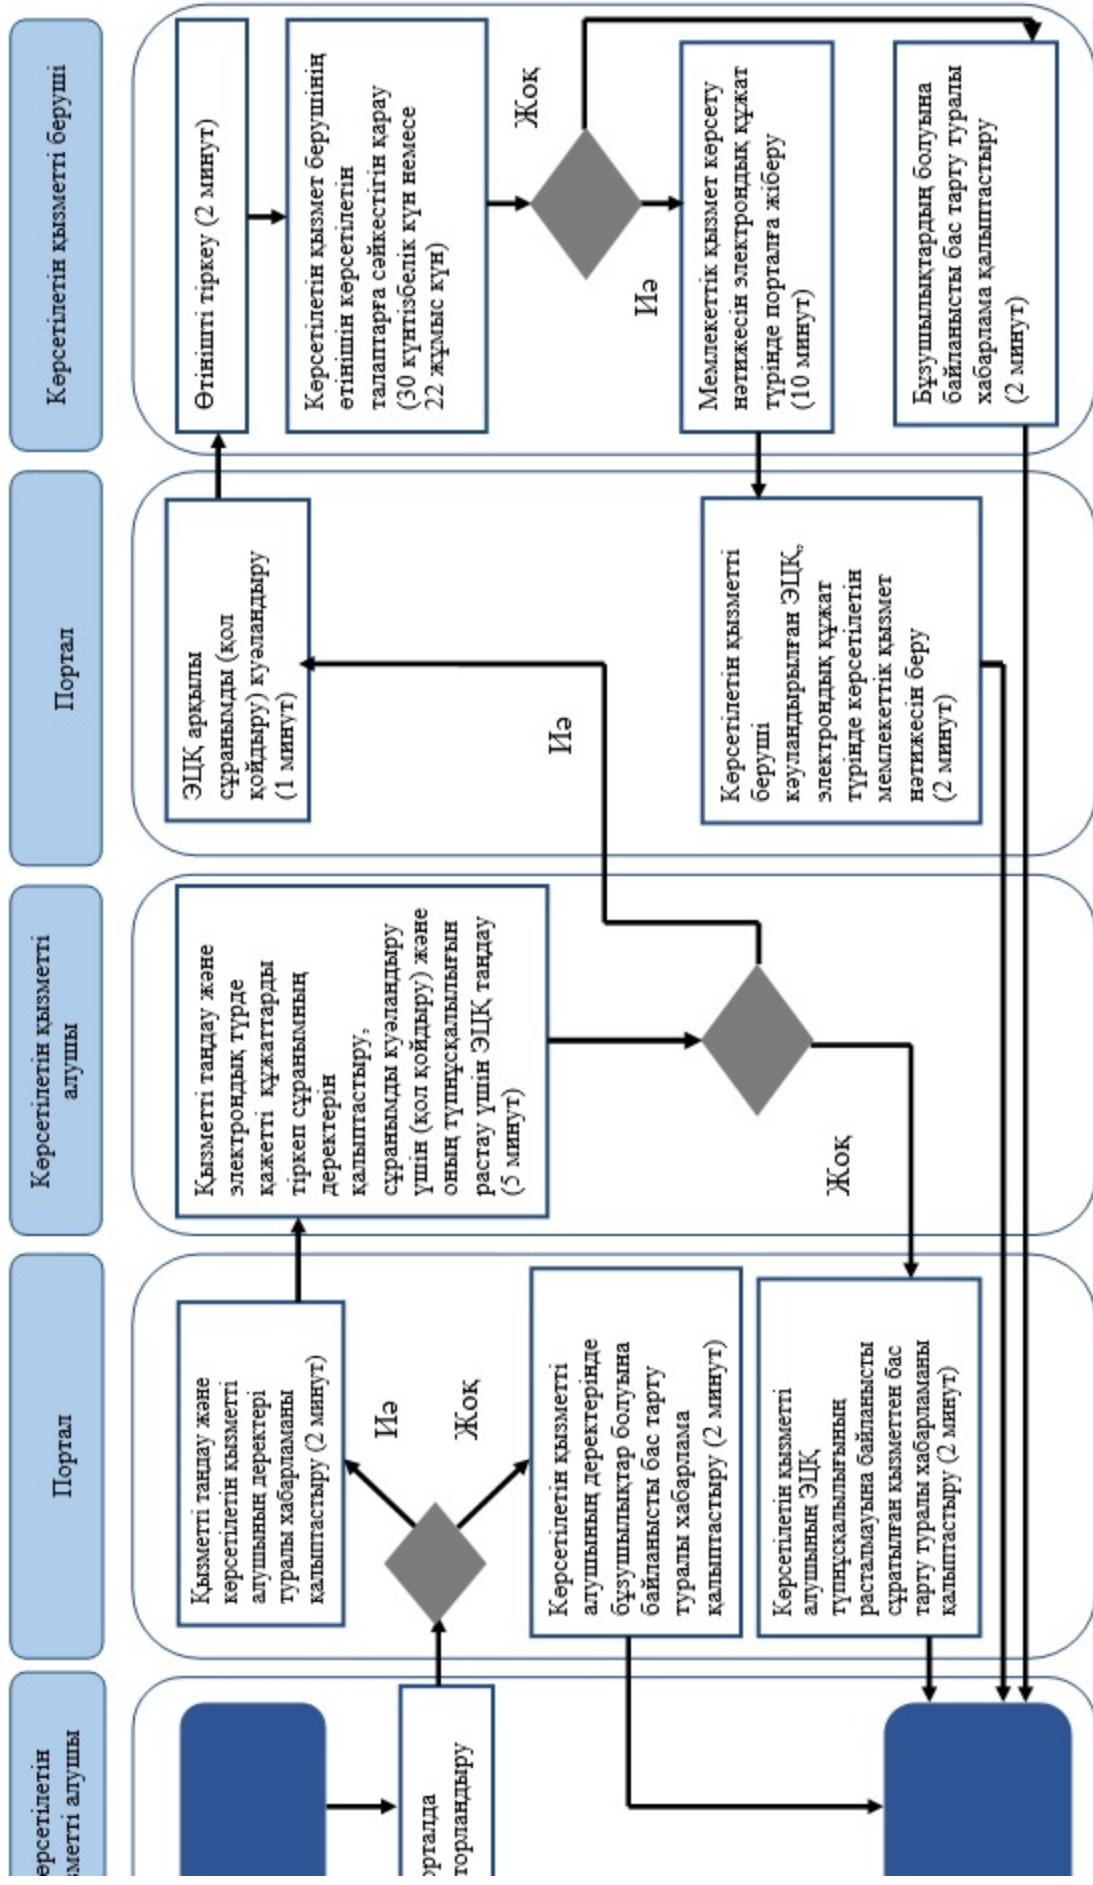 өрсетілетін
зметті алушы
Портал
Көрсетілетін қызметті
алушы
Портал
Көрсетілетін қызметті беруші
орталда
торландыру
Қызметті таңдау және
көрсетілетін қызметті
алушының деректері
туралы хабарламаны
қалыптастыру (2 минут)
Иә
Жоқ
Көрсетілетін қызметті
алушының деректерінде
бұзушылықтар болуына
байланысты бас тарту
туралы хабарлама
қалыптастыру (2 минут)
Көрсетілетін қызметті
алушының ЭЦҚ
түпнұсқалылығының
расталмауына байланысты
сұратылған қызметтен бас
тарту туралы хабарламаны
қалыптастыру (2 минут)
Қызметті таңдау және
электрондық түрде
қажетті құжаттарды
тіркеп сұранымның
деректерін
қалыптастыру,
сұранымды куәландыру
үшін (қол қойдыру) және
оның түпнұсқалылығын
растау үшін ЭЦҚ таңдау
(5 минут)
Жоқ
Иә
ЭЦҚ арқылы
сұранымды (қол
қойдыру) куәландыру
(1 минут)
Көрсетілетін қызметті
беруші
кәуландырылған ЭЦҚ,
электрондық құжат
түрінде көрсетілетін
мемлекеттік қызмет
нәтижесін беру
(2 минут)
Өтінішті тіркеу (2 минут)
Көрсетілетін қызмет берушінің
өтінішін көрсетілетін
талаптарға сәйкестігін қарау
(30 күнтізбелік күн немесе
22 жұмыс күн)
Жоқ
Иә
Мемлекеттік қызмет көрсету
нәтижесін электрондық құжат
түрінде порталға жіберу
(10 минут)
Бұзушылықтардың болуына
байланысты бас тарту туралы
хабарлама қалыптастыру
(2 минут)